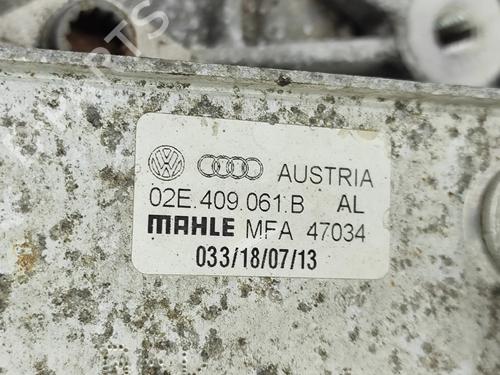 AUSTRIA
02E.409.061.B AL
MAHLE MFA 47034
033/18/07/13